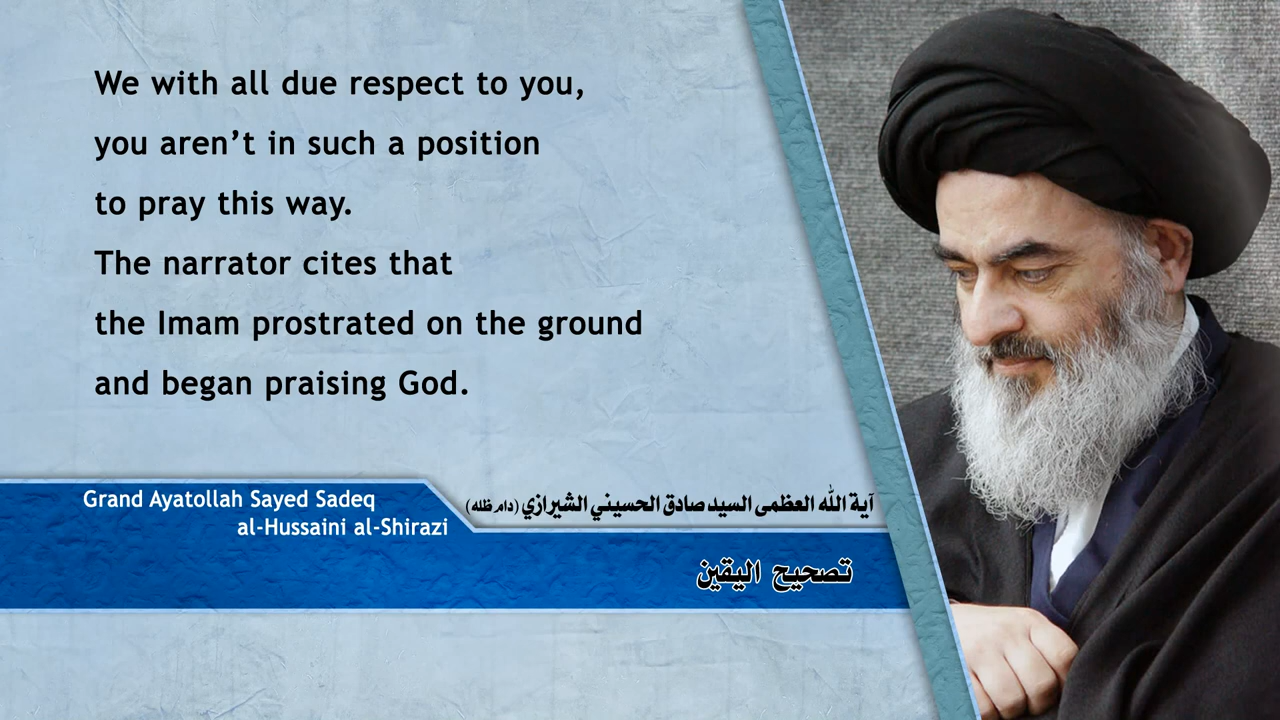 We with all due respect to you,
you aren’t in such a position
to pray this way.
The narrator cites that
the Imam prostrated on the ground
and began praising God.
Grand Ayatollah Sayed Sadeq
al-Hussaini al-Shirazi
آية الله العظمى السيد صادق الحسيني الشيرازي (دام ظله)
تصحيح اليقين